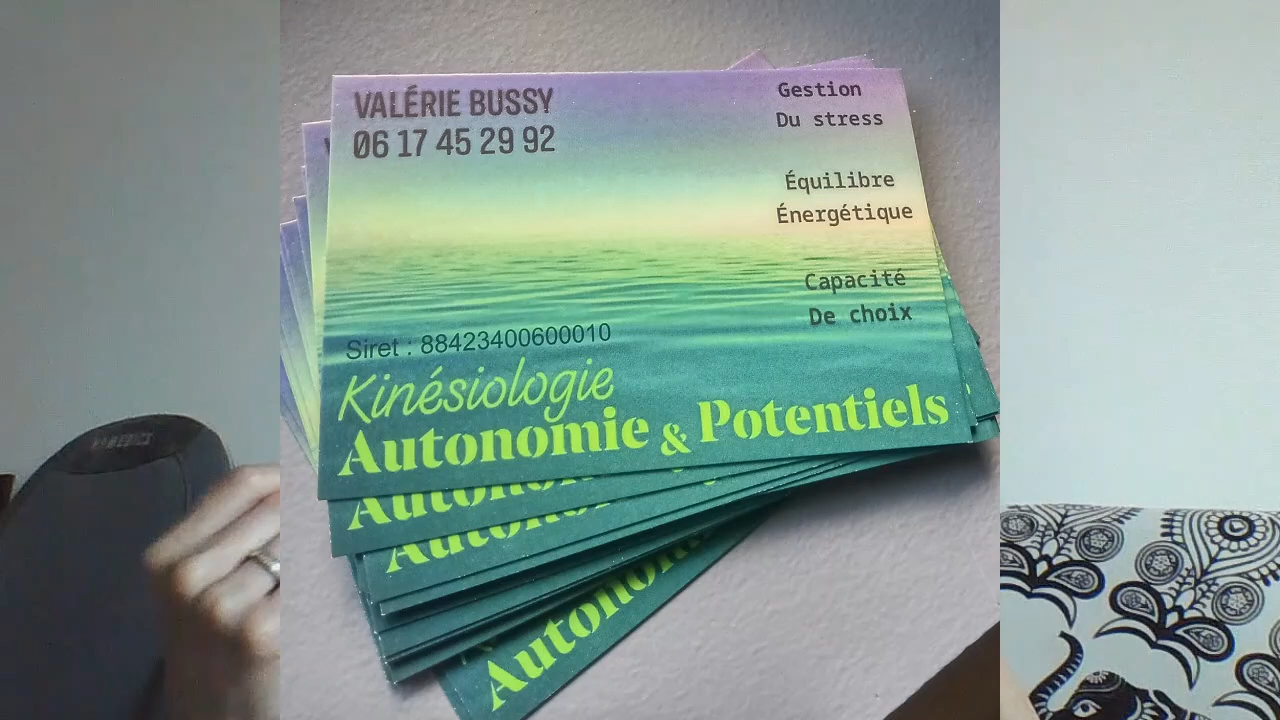 VALÉRIE BUSSY
06 17 45 29 92
Gestion
Du stress
Équilibre
Énergétique
Capacité
De choix
Siret : 88423400600010
Kinésiologie
Autonomie & Potentiels